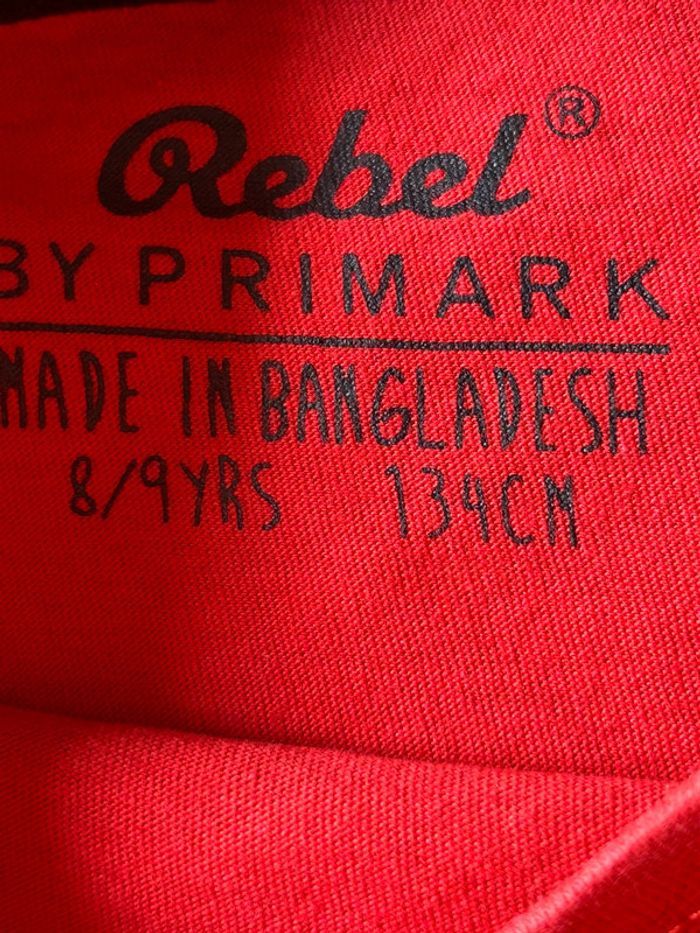 Rebel®
BY PRIMARK
MADE IN BANGLADESH
8/9YRS 134CM